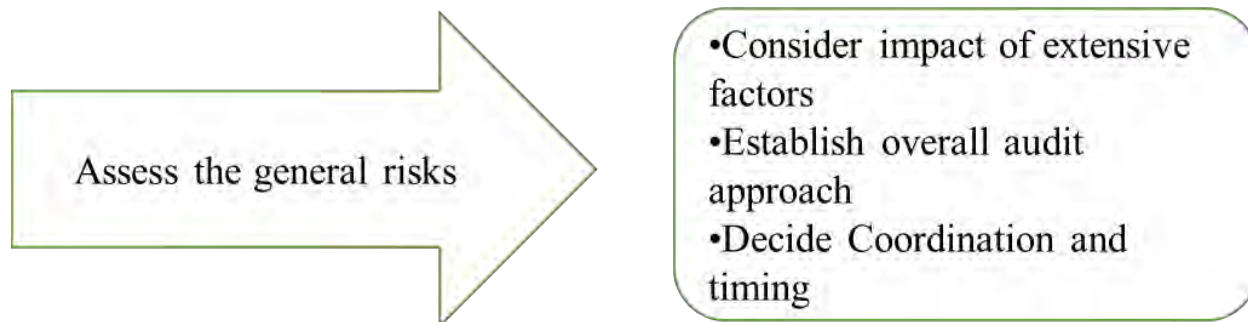 Assess the general risks
•Consider impact of extensive
factors
•Establish overall audit
approach
•Decide Coordination and
timing